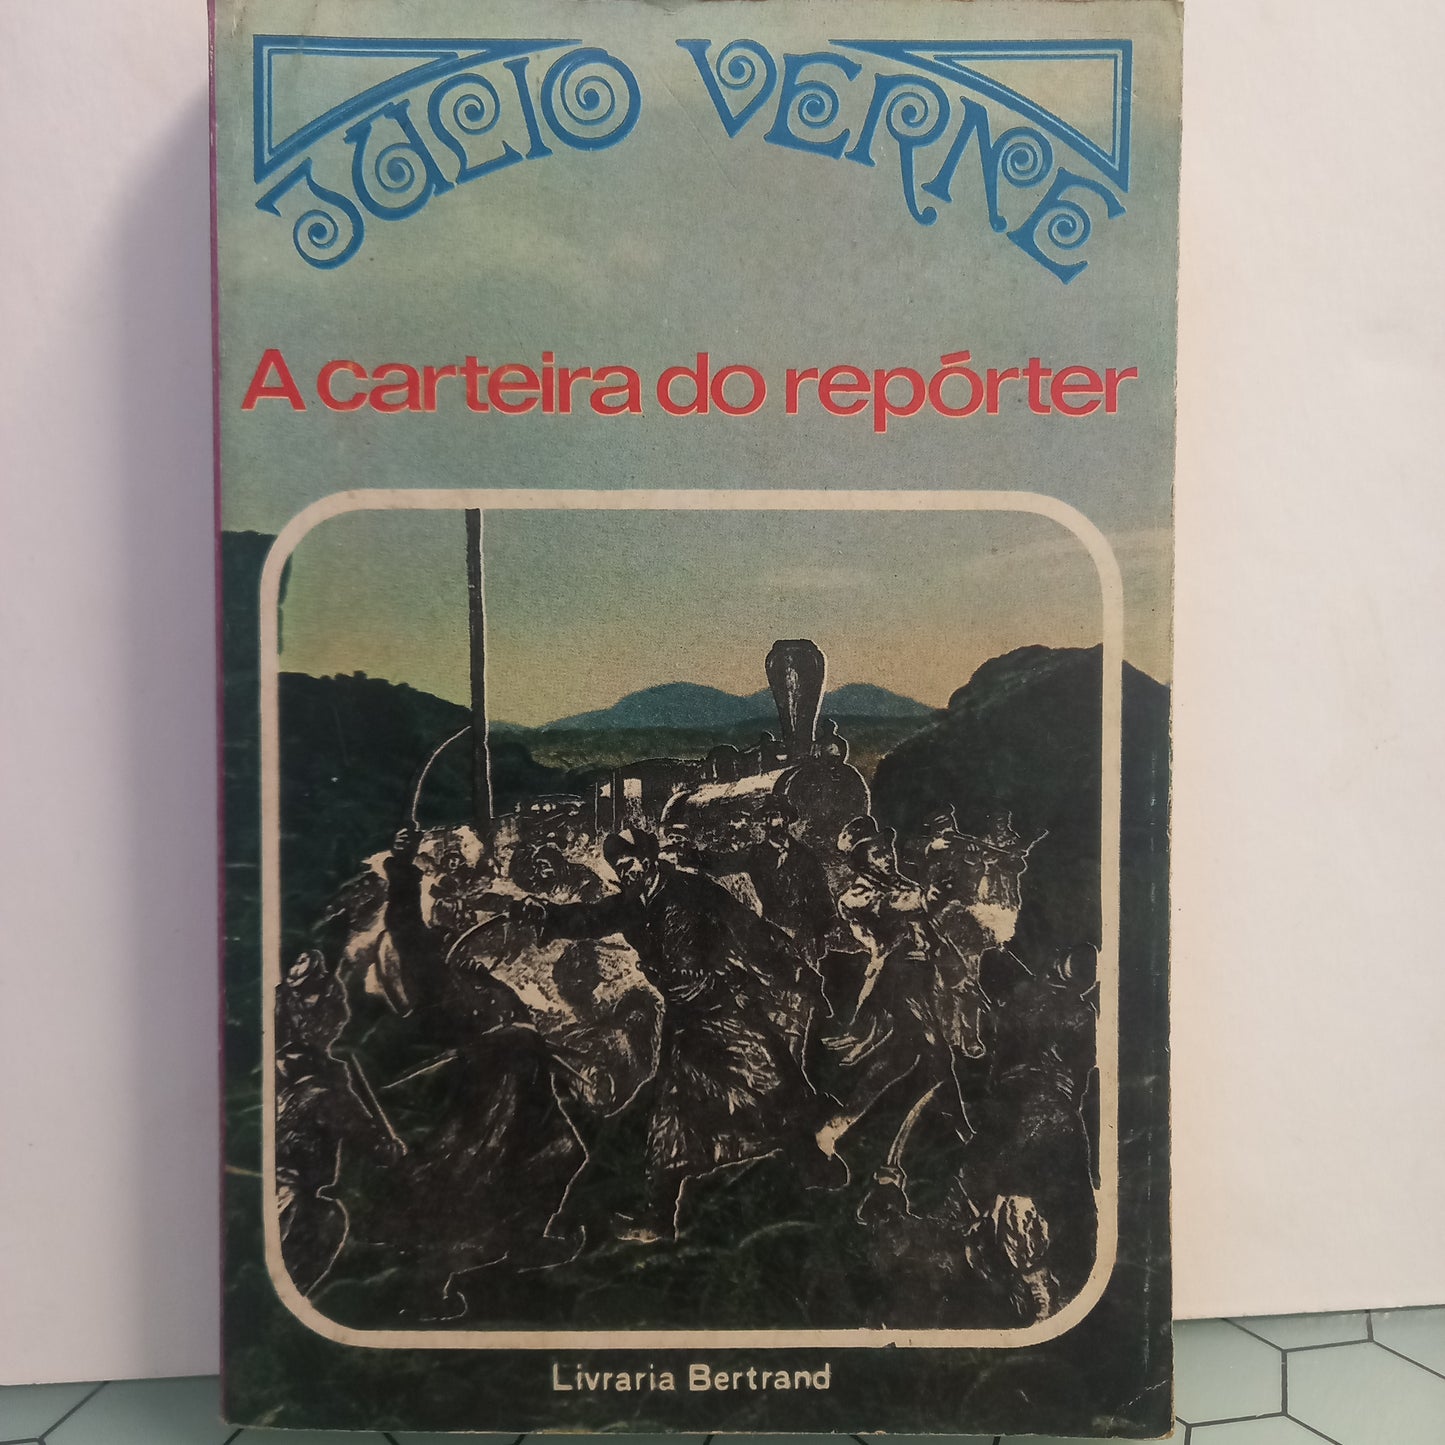 JULIO VERNE
A carteira do repórter
Livraria Bertrand